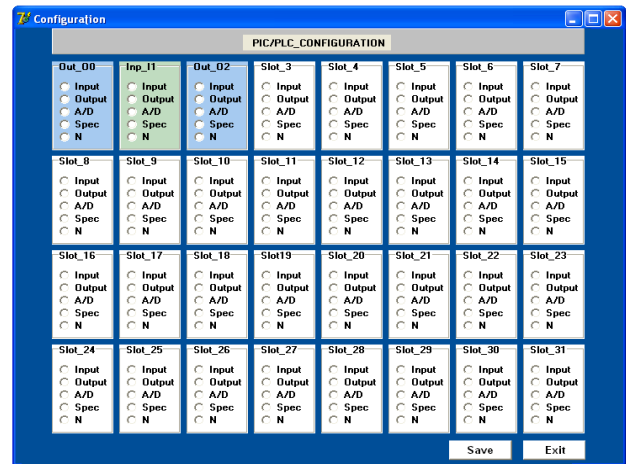 Configuration
PIC/PLC_CONFIGURATION
Out_O0 Inp_I1 Out_O2 Slot_3 Slot_4 Slot_5 Slot_6 Slot_7
Input Input Input Input Input Input Input Input
Output Output Output Output Output Output Output Output
A/D A/D A/D A/D A/D A/D A/D A/D
Spec Spec Spec Spec Spec Spec Spec Spec
N N N N N N N N
Slot_8 Slot_9 Slot_10 Slot_11 Slot_12 Slot_13 Slot_14 Slot_15
Input Input Input Input Input Input Input Input
Output Output Output Output Output Output Output Output
A/D A/D A/D A/D A/D A/D A/D A/D
Spec Spec Spec Spec Spec Spec Spec Spec
N N N N N N N N
Slot_16 Slot_17 Slot_18 Slot19 Slot_20 Slot_21 Slot_22 Slot_23
Input Input Input Input Input Input Input Input
Output Output Output Output Output Output Output Output
A/D A/D A/D A/D A/D A/D A/D A/D
Spec Spec Spec Spec Spec Spec Spec Spec
N N N N N N N N
Slot_24 Slot_25 Slot_26 Slot_27 Slot_28 Slot_29 Slot_30 Slot_31
Input Input Input Input Input Input Input Input
Output Output Output Output Output Output Output Output
A/D A/D A/D A/D A/D A/D A/D A/D
Spec Spec Spec Spec Spec Spec Spec Spec
N N N N N N N N
Save Exit